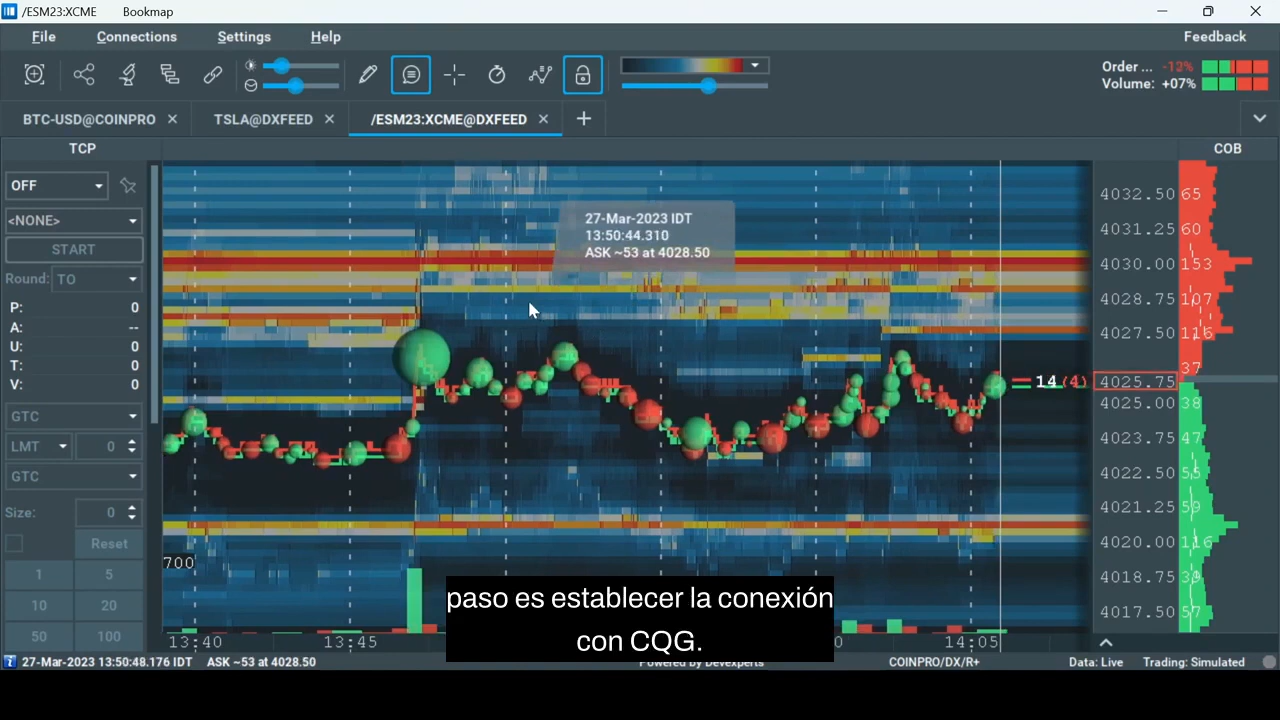 /ESM23:XCME Bookmap
File Connections Settings Help Feedback
Order ... -13%
Volume: +07%
BTC-USD@COINPRO TSLA@DXFEED /ESM23:XCME@DXFEED
TCP COB
OFF
<NONE>
START
Round: TO
P: 0
A: --
U: 0
T: 0
V: 0
GTC
LMT 0
GTC
Size: 0
Reset
1 5
10 20
50 100
27-Mar-2023 IDT
13:50:44.310
ASK ~53 at 4028.50
14(4)
700
4032.50 65
4031.25 60
4030.00 153
4028.75 107
4027.50 116
37
4025.75
4025.00 38
4023.75 47
4022.50 55
4021.25 59
4020.00 116
4018.75 39
4017.50 57
13:40 13:45 14:05
paso es establecer la conexión
con CQG.
27-Mar-2023 13:50:48.176 IDT ASK ~53 at 4028.50 Powered by Devexperts COINPRO/DX/R+ Data: Live Trading: Simulated